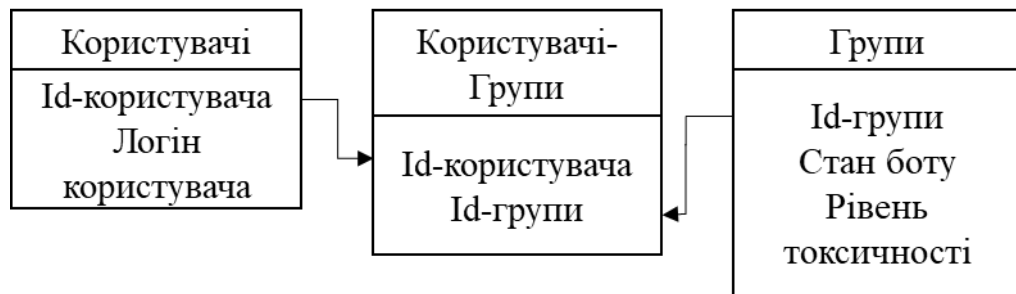 Користувачі
Id-користувача
Логін
користувача
Користувачі-
Групи
Id-користувача
Id-групи
Групи
Id-групи
Стан боту
Рівень
токсичності